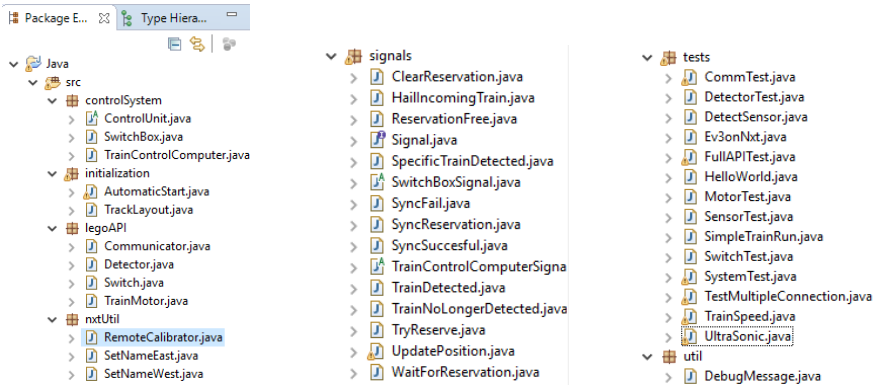 Package E...
Type Hiera...
Java
src
controlSystem
ControlUnit.java
SwitchBox.java
TrainControlComputer.java
initialization
AutomaticStart.java
TrackLayout.java
legoAPI
Communicator.java
Detector.java
Switch.java
TrainMotor.java
nxtUtil
RemoteCalibrator.java
SetNameEast.java
SetNameWest.java
signals
ClearReservation.java
HailIncomingTrain.java
ReservationFree.java
Signal.java
SpecificTrainDetected.java
SwitchBoxSignal.java
SyncFail.java
SyncReservation.java
SyncSuccesful.java
TrainControlComputerSigna
TrainDetected.java
TrainNoLongerDetected.java
TryReserve.java
UpdatePosition.java
WaitForReservation.java
tests
CommTest.java
DetectorTest.java
DetectSensor.java
Ev3onNxt.java
FullAPITest.java
HelloWorld.java
MotorTest.java
SensorTest.java
SimpleTrainRun.java
SwitchTest.java
SystemTest.java
TestMultipleConnection.java
TrainSpeed.java
UltraSonic.java
util
DebugMessage.java